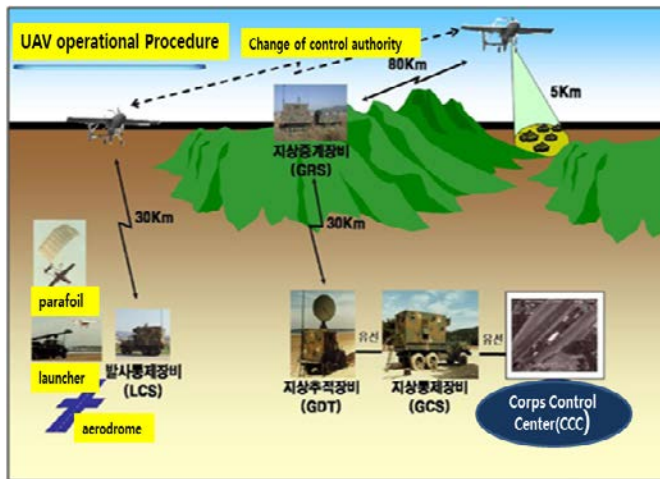 UAV operational Procedure
Change of control authority
80Km
5Km
지상중계장비
(GRS)
30Km
30Km
parafoil
launcher
발사통제장비
(LCS)
aerodrome
지상추적장비
(GDT)
유선
지상통제장비
(GCS)
유선
Corps Control
Center(CCC)